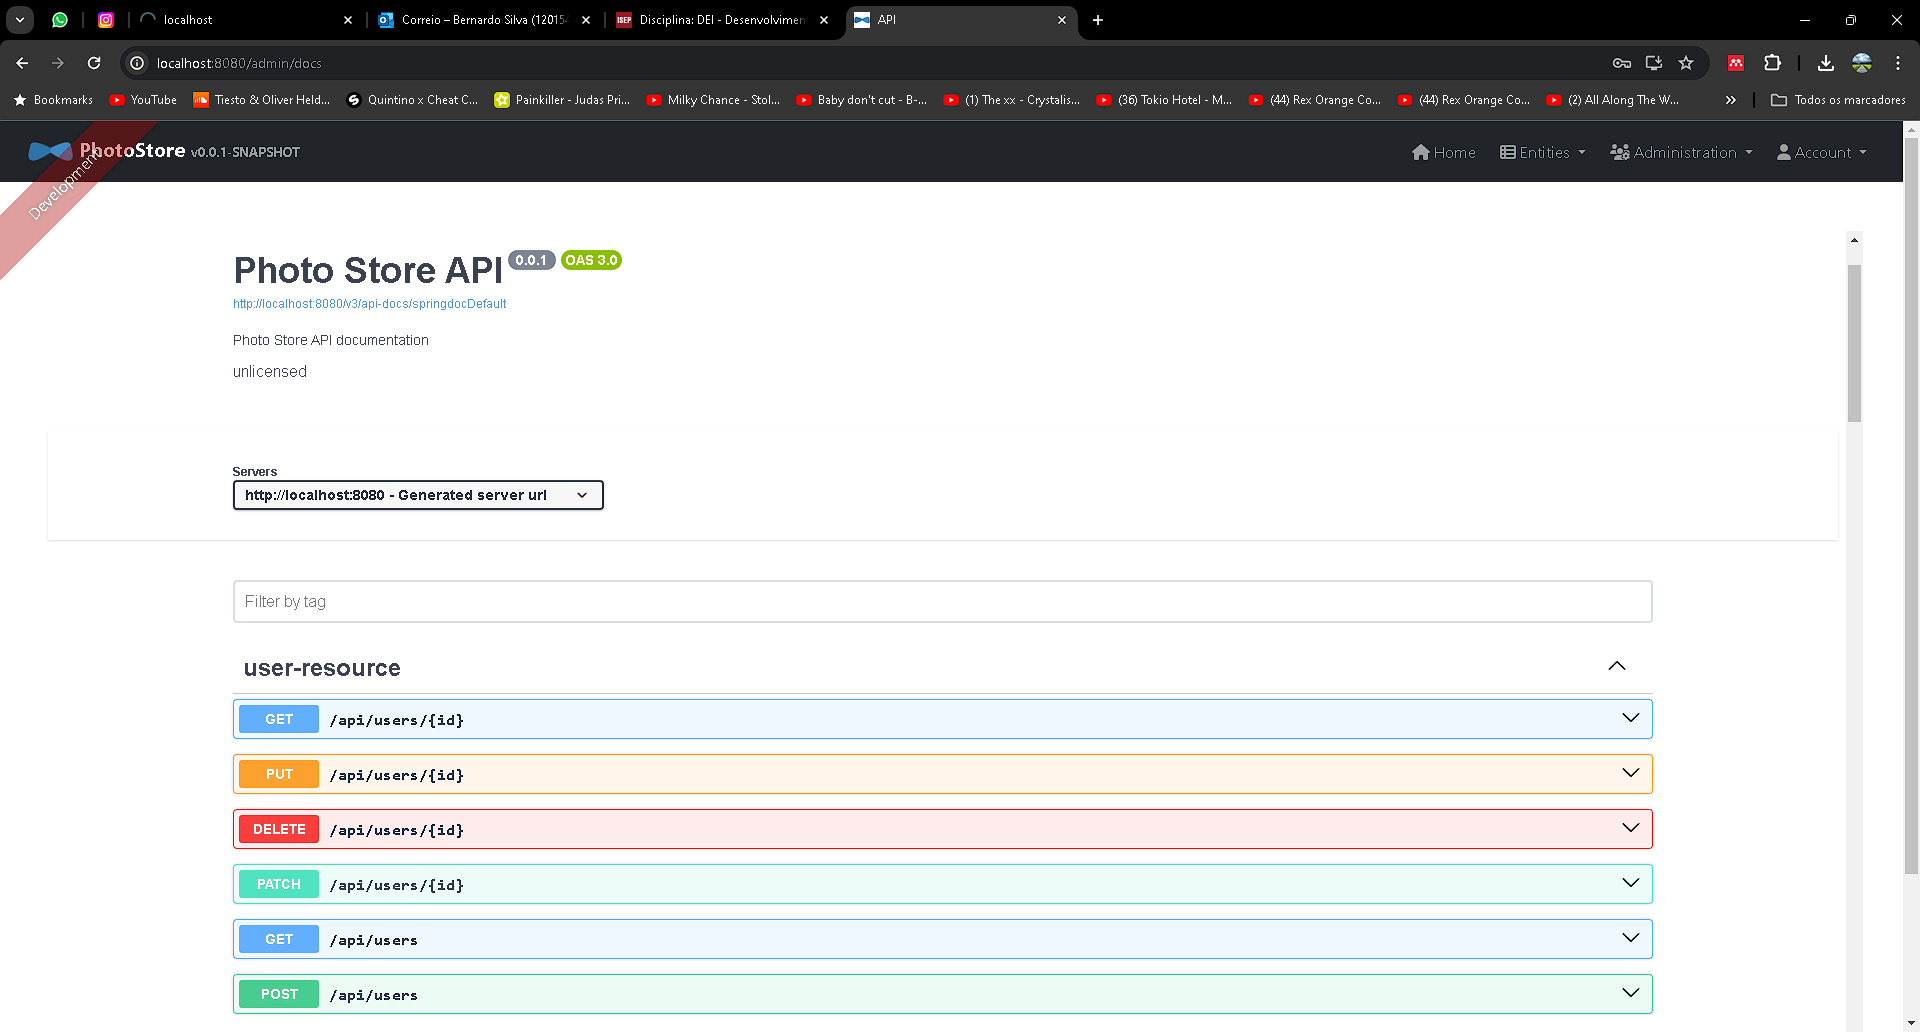 localhost
Correio – Bernardo Silva (120154
ISEP
Disciplina: DEI - Desenvolvimen
API
localhost:8080/admin/docs
Bookmarks
YouTube
Tiesto & Oliver Held...
Quintino x Cheat C...
Painkiller - Judas Pri...
Milky Chance - Stol...
Baby don't cut - B-...
(1) The xx - Crystalis...
(36) Tokio Hotel - M...
(44) Rex Orange Co...
(44) Rex Orange Co...
(2) All Along The W...
Todos os marcadores
Development
PhotoStore v0.0.1-SNAPSHOT
Home
Entities
Administration
Account
Photo Store API 0.0.1 OAS 3.0
http://localhost:8080/v3/api-docs/springdocDefault
Photo Store API documentation
unlicensed
Servers
http://localhost:8080 - Generated server url
Filter by tag
user-resource
GET /api/users/{id}
PUT /api/users/{id}
DELETE /api/users/{id}
PATCH /api/users/{id}
GET /api/users
POST /api/users